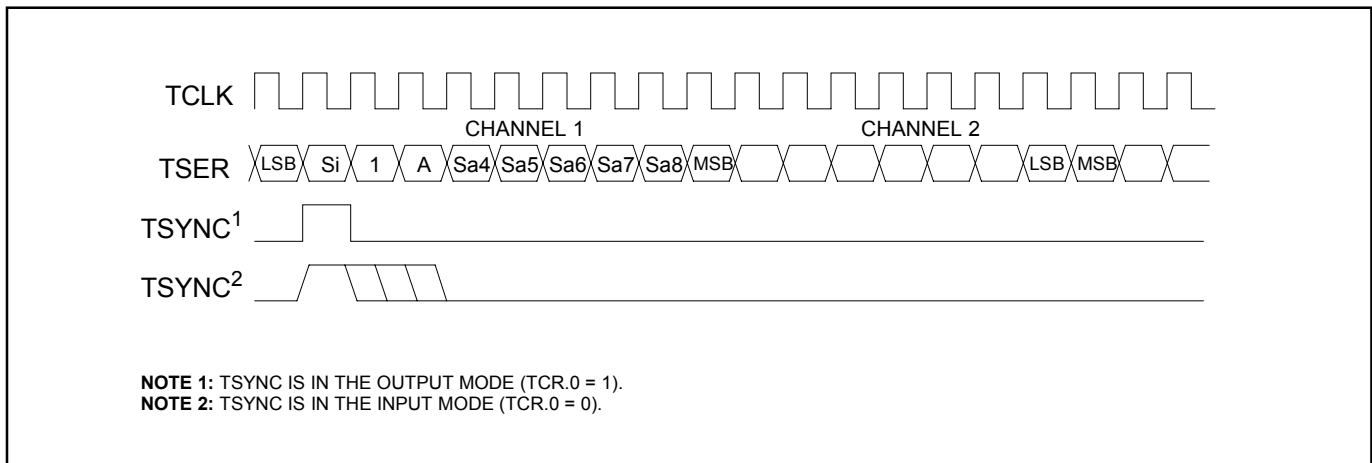 TCLK
CHANNEL 1 CHANNEL 2
TSER LSB Si 1 A Sa4 Sa5 Sa6 Sa7 Sa8 MSB LSB MSB
TSYNC1
TSYNC2
NOTE 1: TSYNC IS IN THE OUTPUT MODE (TCR.0 = 1).
NOTE 2: TSYNC IS IN THE INPUT MODE (TCR.0 = 0).